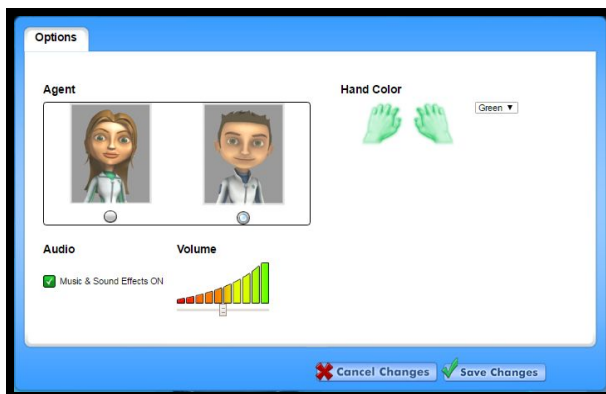 Options
Agent
Hand Color
Green
Audio
Volume
Music & Sound Effects ON
Cancel Changes
Save Changes